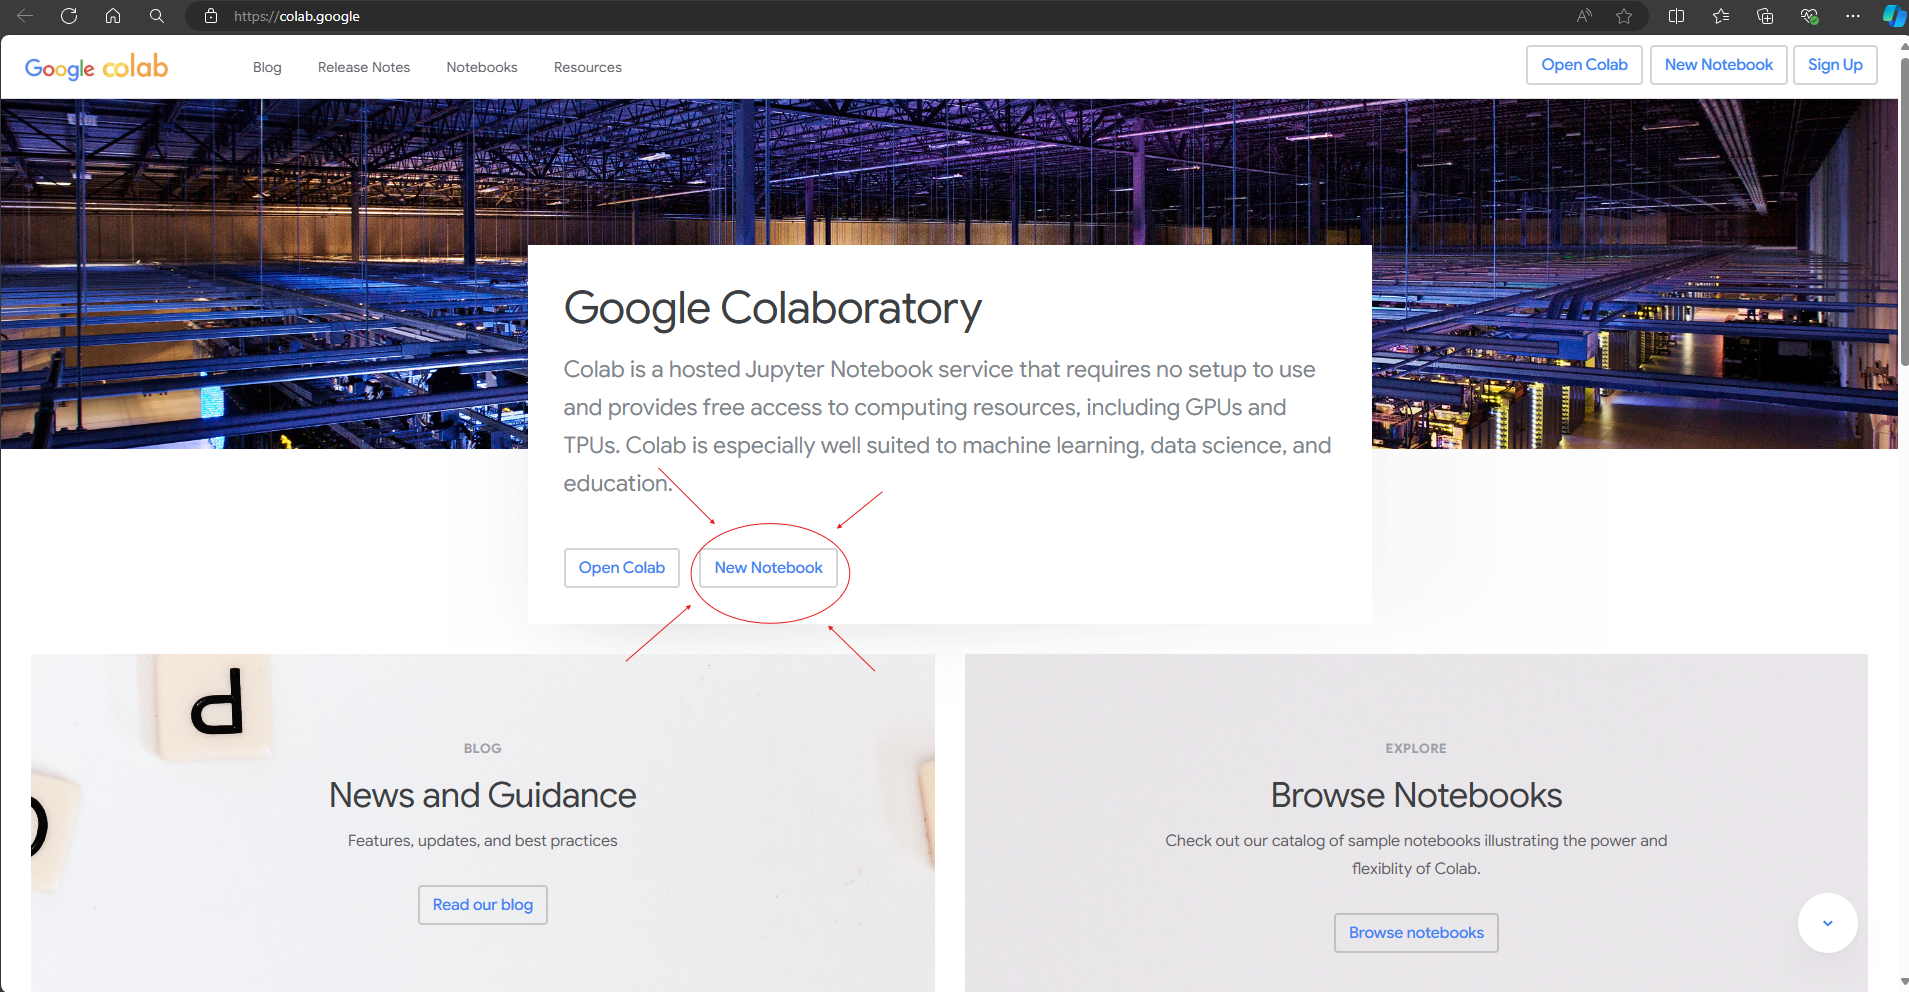 https://colab.google
Google colab
Blog
Release Notes
Notebooks
Resources
Open Colab
New Notebook
Sign Up
Google Colaboratory
Colab is a hosted Jupyter Notebook service that requires no setup to use
and provides free access to computing resources, including GPUs and
TPUs. Colab is especially well suited to machine learning, data science, and
education.
Open Colab
New Notebook
d
BLOG
News and Guidance
Features, updates, and best practices
Read our blog
EXPLORE
Browse Notebooks
Check out our catalog of sample notebooks illustrating the power and
flexiblity of Colab.
Browse notebooks